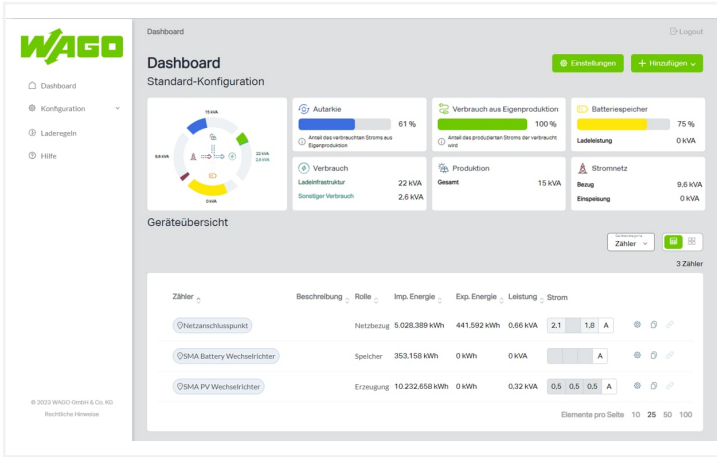 WAGO
Dashboard
Konfiguration
Laderegeln
Hilfe
© 2023 WAGO GmbH & Co. KG
Rechtliche Hinweise
Dashboard
Logout
Dashboard
Einstellungen
Hinzufügen
Standard-Konfiguration
15 kVA
9,6 kVA
22 kVA
2,6 kVA
0 kVA
Autarkie
61 %
Anteil des verbrauchten Stroms aus
Eigenproduktion
Verbrauch aus Eigenproduktion
100 %
Anteil des produzierten Stroms der verbraucht
wird
Batteriespeicher
75 %
Ladeleistung 0 kVA
Verbrauch
Ladeinfrastruktur 22 kVA
Sonstiger Verbrauch 2.6 kVA
Produktion
Gesamt 15 kVA
Stromnetz
Bezug 9,6 kVA
Einspeisung 0 kVA
Geräteübersicht
Zähler
3 Zähler
Zähler Beschreibung Rolle Imp. Energie Exp. Energie Leistung Strom
Netzanschlusspunkt Netzbezug 5.028,389 kWh 441,592 kWh 0,66 kVA 2.1 1,8 A
SMA Battery Wechselrichter Speicher 353,158 kWh 0 kWh 0 kVA A
SMA PV Wechselrichter Erzeugung 10.232,658 kWh 0 kWh 0,32 kVA 0,5 0,5 0,5 A
Elemente pro Seite 10 25 50 100